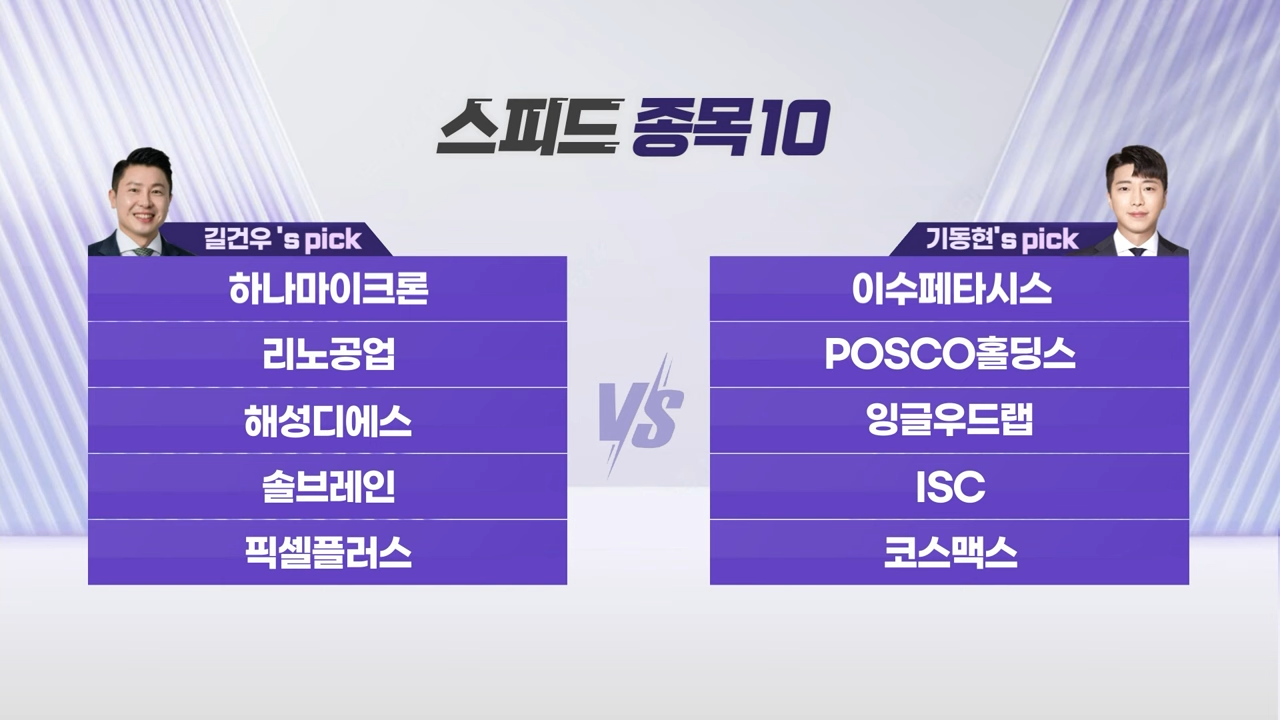 스피드 종목10
길건우 's pick
하나마이크론
리노공업
해성디에스
솔브레인
픽셀플러스
VS
기동현's pick
이수페타시스
POSCO홀딩스
잉글우드랩
ISC
코스맥스